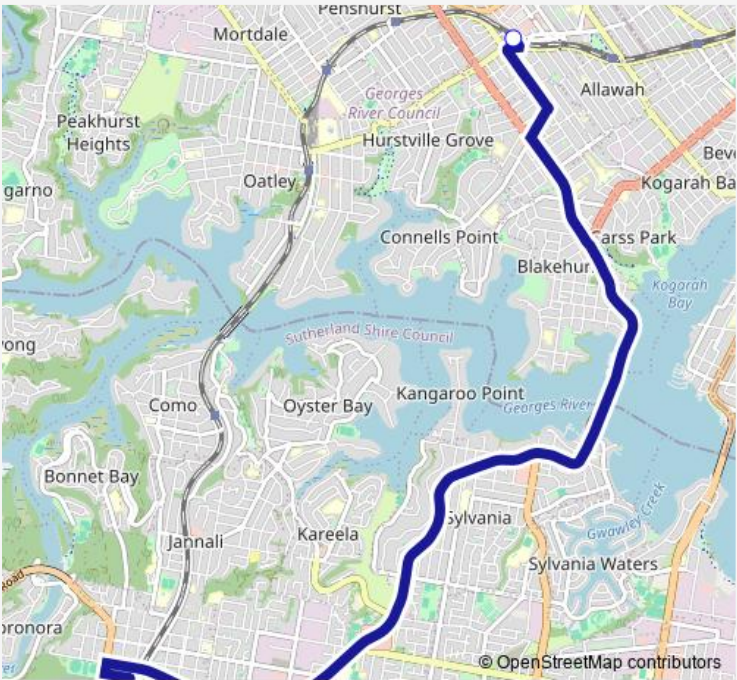 Penshurst
Mortdale
Allawah
Georges
River Council
Peakhurst
Heights
Hurstville Grove
Bev
garno
Oatley
Kogarah Ba
Connells Point
Carss Park
Blakehur
Kogarah
Bay
Sutherland Shire Council
ong
Kangaroo Point
Como
Oyster Bay
Georges River
Bonnet Bay
Sylvania
Gwawley Creek
Kareela
Jannali
Sylvania Waters
Road
oronora
© OpenStreetMap contributors